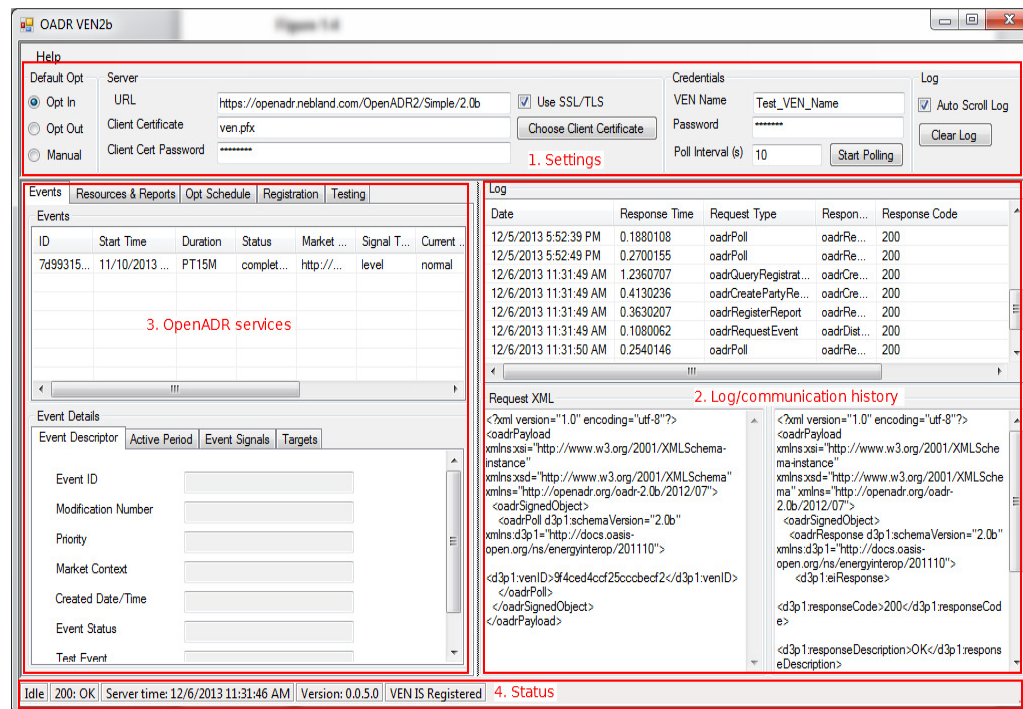 OADR VEN2b
Figure 1-4
Help
Default Opt
Opt In
Opt Out
Manual
Server
URL
https://openadr.nebland.com/OpenADR2/Simple/2.0b
Use SSL/TLS
Client Certificate
ven.pfx
Choose Client Certificate
Client Cert Password
********
1. Settings
Credentials
VEN Name
Test_VEN_Name
Password
*******
Poll Interval (s)
10
Start Polling
Log
Auto Scroll Log
Clear Log
Events Resources & Reports Opt Schedule Registration Testing
Events
ID Start Time Duration Status Market ... Signal T... Current ..
7d99315... 11/10/2013 ... PT15M complet... http://... level normal
3. OpenADR services
Event Details
Event Descriptor Active Period Event Signals Targets
Event ID
Modification Number
Priority
Market Context
Created Date/Time
Event Status
Test Event
Log
Date Response Time Request Type Respon... Response Code
12/5/2013 5:52:39 PM 0.1880108 oadrPoll oadrRe... 200
12/5/2013 5:52:49 PM 0.2700155 oadrPoll oadrRe... 200
12/6/2013 11:31:49 AM 1.2360707 oadrQueryRegistrat... oadrCre... 200
12/6/2013 11:31:49 AM 0.4130236 oadrCreatePartyRe... oadrCre... 200
12/6/2013 11:31:49 AM 0.3630207 oadrRegisterReport oadrRe... 200
12/6/2013 11:31:49 AM 0.1080062 oadrRequestEvent oadrDist... 200
12/6/2013 11:31:50 AM 0.2540146 oadrPoll oadrRe... 200
2. Log/communication history
Request XML
<?xml version="1.0" encoding="utf-8"?>
<oadrPayload
xmlns:xsi="http://www.w3.org/2001/XMLSchema-
instance"
xmlns:xsd="http://www.w3.org/2001/XMLSchema"
xmlns="http://openadr.org/oadr-2.0b/2012/07">
<oadrSignedObject>
<oadrPoll d3p1:schemaVersion="2.0b"
xmlns:d3p1="http://docs.oasis-
open.org/ns/energyinterop/201110">
<d3p1:venID>9f4ced4ccf25cccbecf2</d3p1:venID>
</oadrPoll>
</oadrSignedObject>
</oadrPayload>
<?xml version="1.0" encoding="utf-8"?>
<oadrPayload
xmlns:xsi="http://www.w3.org/2001/XMLSche
ma-instance"
xmlns:xsd="http://www.w3.org/2001/XMLSche
ma" xmlns="http://openadr.org/oadr-
2.0b/2012/07">
<oadrSignedObject>
<oadrResponse d3p1:schemaVersion="2.0b"
xmlns:d3p1="http://docs.oasis-
open.org/ns/energyinterop/201110">
<d3p1:eiResponse>
<d3p1:responseCode>200</d3p1:responseCod
e>
<d3p1:responseDescription>OK</d3p1:respons
eDescription>
Idle 200: OK Server time: 12/6/2013 11:31:46 AM Version: 0.0.5.0 VEN IS Registered
4. Status